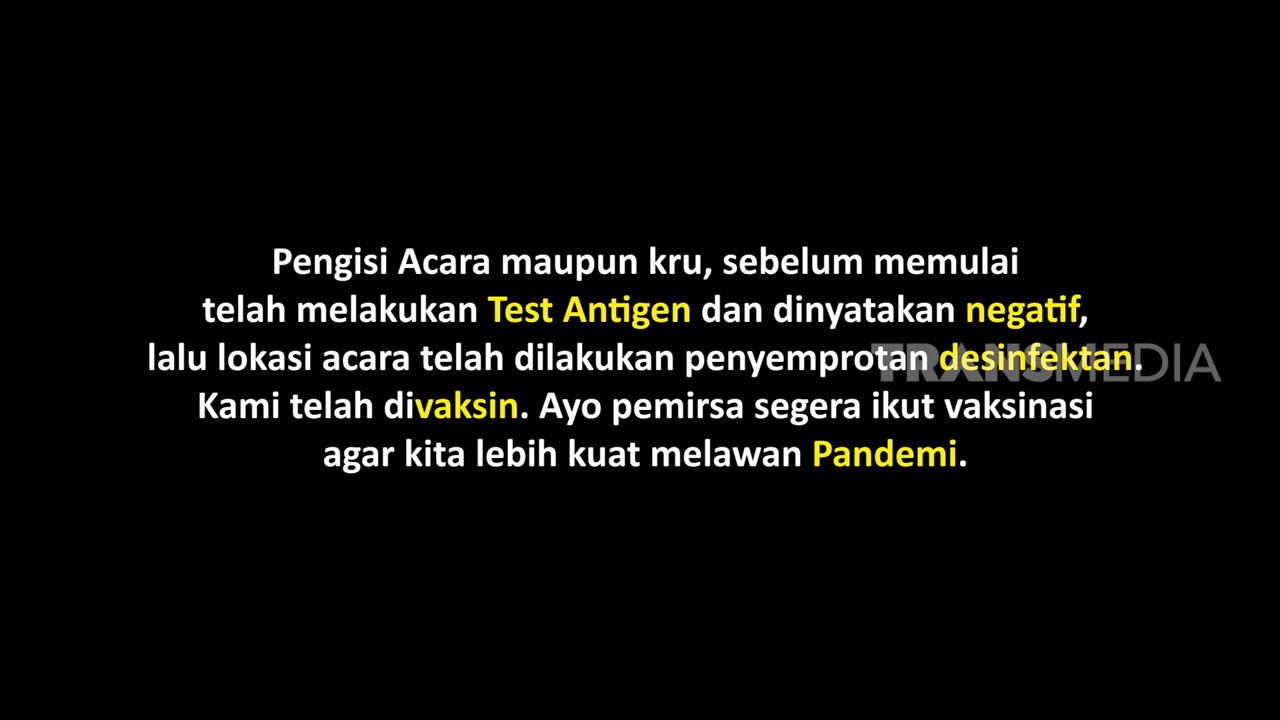 Pengisi Acara maupun kru, sebelum memulai
telah melakukan Test Antigen dan dinyatakan negatif,
lalu lokasi acara telah dilakukan penyemprotan desinfektan.
TRANSMEDIA
Kami telah divaksin. Ayo pemirsa segera ikut vaksinasi
agar kita lebih kuat melawan Pandemi.